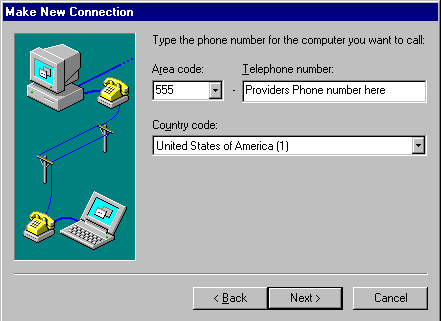 Make New Connection
Type the phone number for the computer you want to call:
Area code: Telephone number:
555 - Providers Phone number here
Country code:
United States of America (1)
< Back Next > Cancel